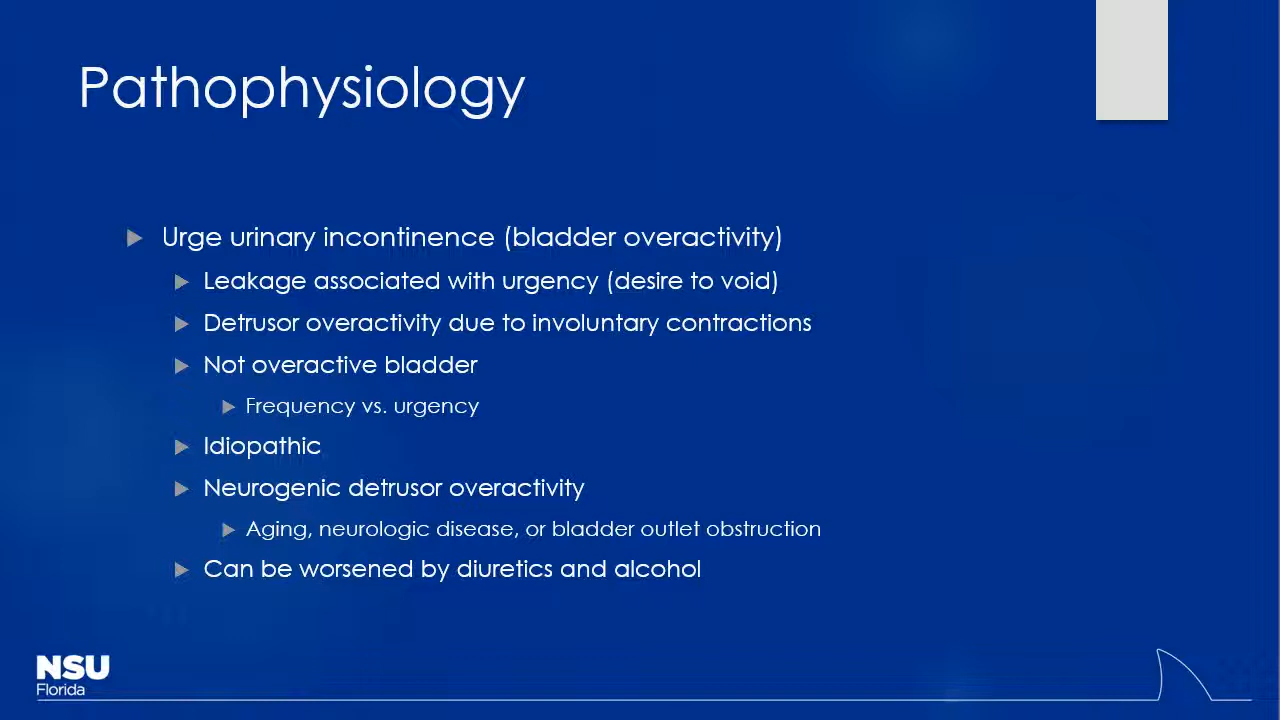 Pathophysiology
Urge urinary incontinence (bladder overactivity)
Leakage associated with urgency (desire to void)
Detrusor overactivity due to involuntary contractions
Not overactive bladder
Frequency vs. urgency
Idiopathic
Neurogenic detrusor overactivity
Aging, neurologic disease, or bladder outlet obstruction
Can be worsened by diuretics and alcohol
NSU
Florida